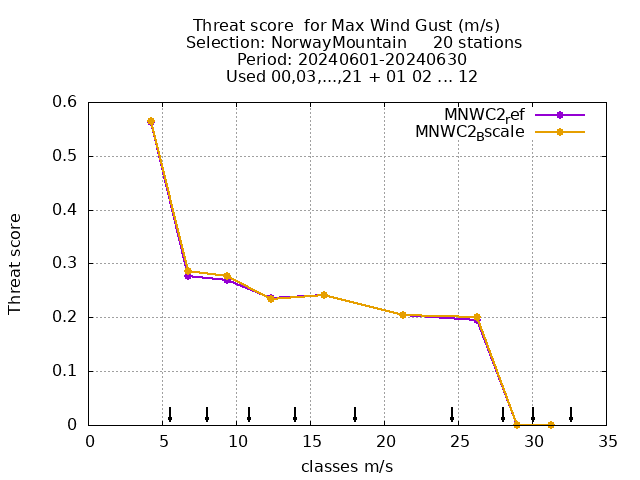 Threat score  for Max Wind Gust (m/s)
Selection: NorwayMountain     20 stations
Period: 20240601-20240630
Used 00,03,...,21 + 01 02 ... 12
MNWC2ref
MNWC2Bscale
Threat score
0.6
0.5
0.4
0.3
0.2
0.1
0
0 5 10 15 20 25 30 35
classes m/s